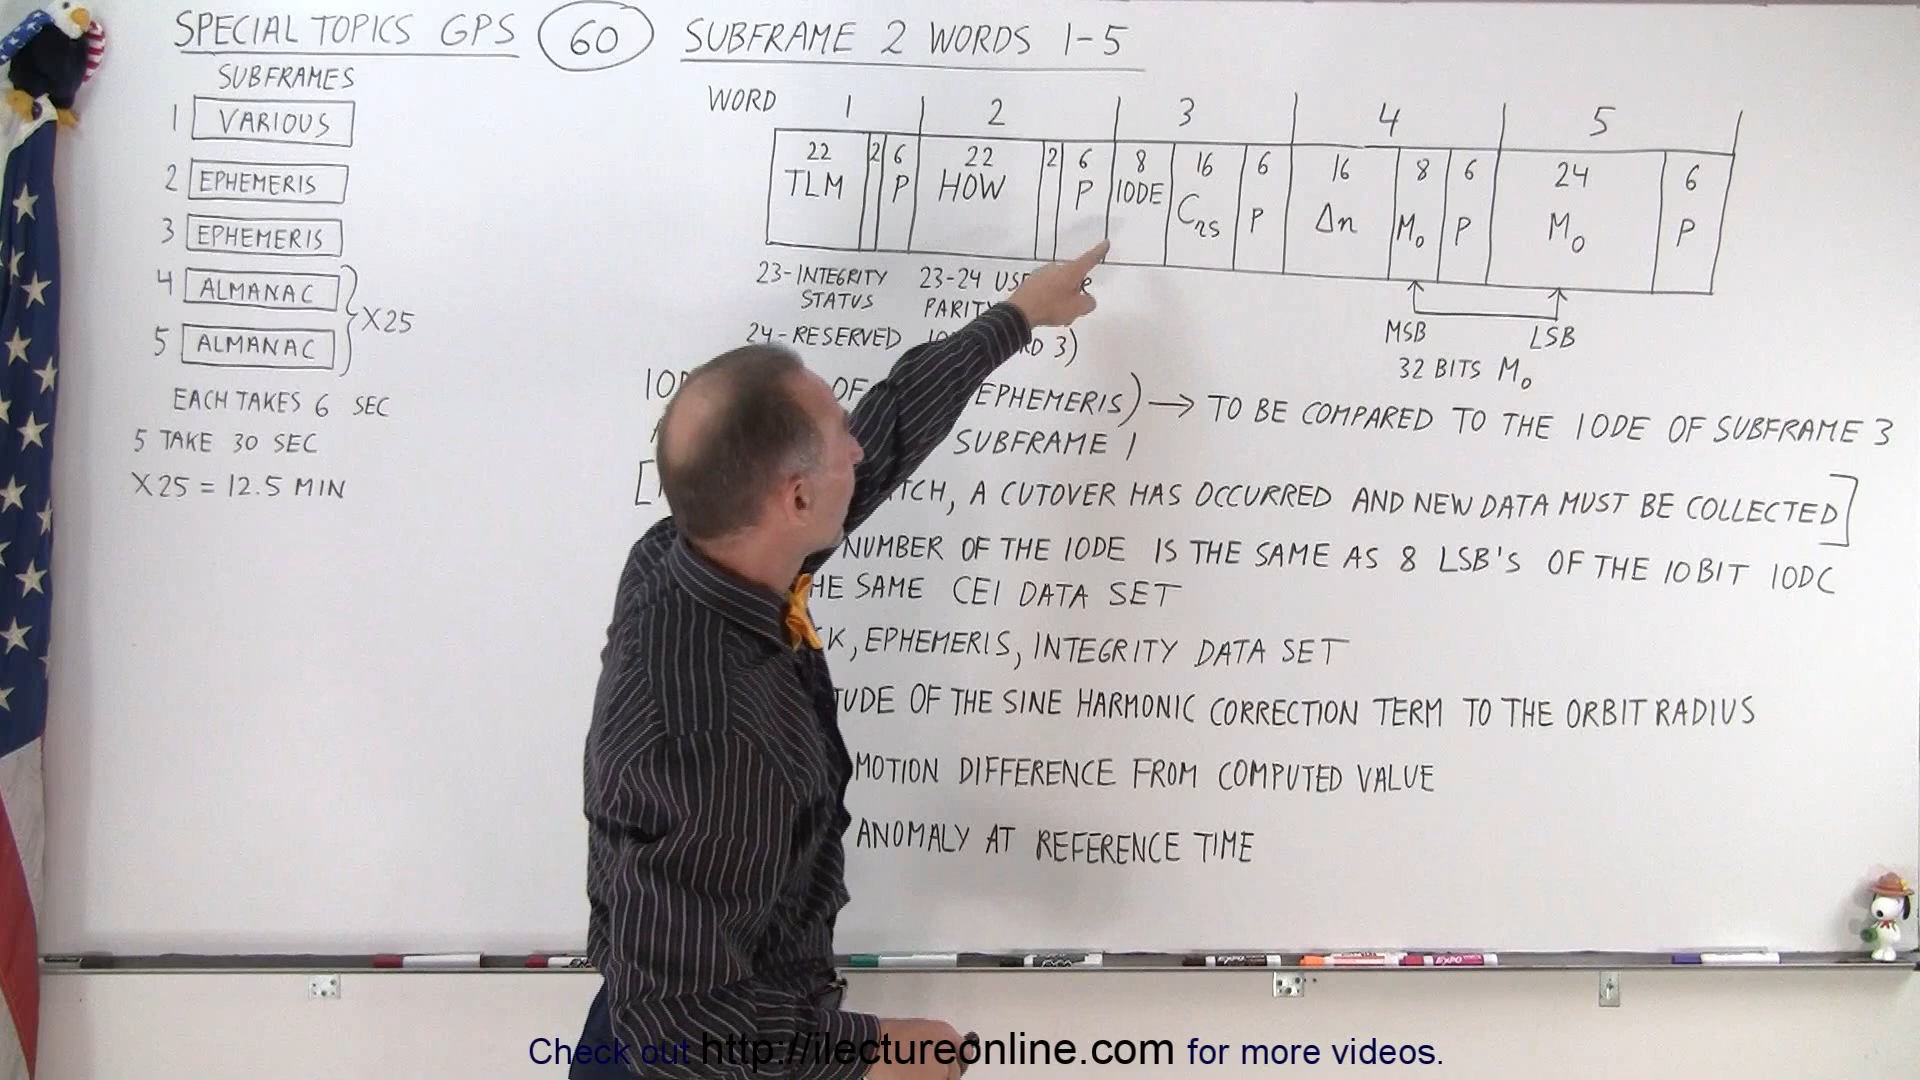 SPECIAL TOPICS GPS 60 SUBFRAME 2 WORDS 1-5
SUBFRAMES
1 VARIOUS
2 EPHEMERIS
3 EPHEMERIS
4 ALMANAC
5 ALMANAC
X25
EACH TAKES 6 SEC
5 TAKE 30 SEC
X25 = 12.5 MIN
WORD 1 2 3 4 5
22 2 6 22 2 6 8 16 6 16 8 6 24 6
TLM P HOW P IODE Crs P Δn M₀ P M₀ P
23-INTEGRITY STATUS
24-RESERVED
23-24
PARITY
3)
MSB LSB
32 BITS M₀
OF EPHEMERIS) → TO BE COMPARED TO THE IODE OF SUBFRAME 3
SUBFRAME 1
[ , A CUTOVER HAS OCCURRED AND NEW DATA MUST BE COLLECTED]
NUMBER OF THE IODE IS THE SAME AS 8 LSB'S OF THE 10 BIT IODC
SAME CEI DATA SET
, EPHEMERIS, INTEGRITY DATA SET
OF THE SINE HARMONIC CORRECTION TERM TO THE ORBIT RADIUS
MOTION DIFFERENCE FROM COMPUTED VALUE
ANOMALY AT REFERENCE TIME
EXPO
Check out http://ilectureonline.com for more videos.